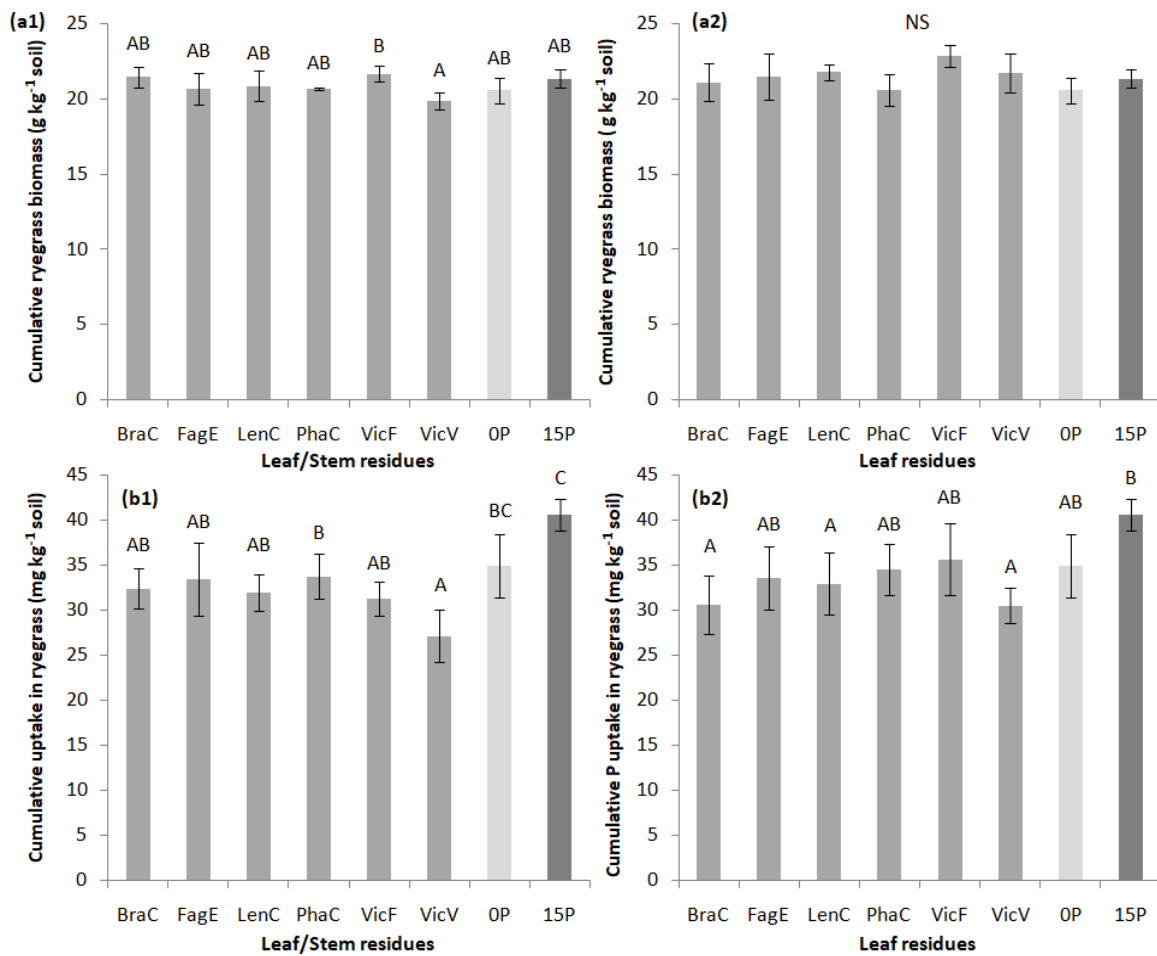 (a1)
Cumulative ryegrass biomass (g kg⁻¹ soil)
25
20
15
10
5
0
AB AB AB AB B A AB AB
BraC FagE LenC PhaC VicF VicV 0P 15P
Leaf/Stem residues
(a2)
Cumulative ryegrass biomass ( g kg⁻¹ soil)
25
20
15
10
5
0
NS
BraC FagE LenC PhaC VicF VicV 0P 15P
Leaf residues
(b1)
Cumulative uptake in ryegrass (mg kg⁻¹ soil)
45
40
35
30
25
20
15
10
5
0
AB AB AB B AB A BC C
BraC FagE LenC PhaC VicF VicV 0P 15P
Leaf/Stem residues
(b2)
Cumulative P uptake in ryegrass (mg kg⁻¹ soil)
45
40
35
30
25
20
15
10
5
0
A AB A AB AB A AB B
BraC FagE LenC PhaC VicF VicV 0P 15P
Leaf residues